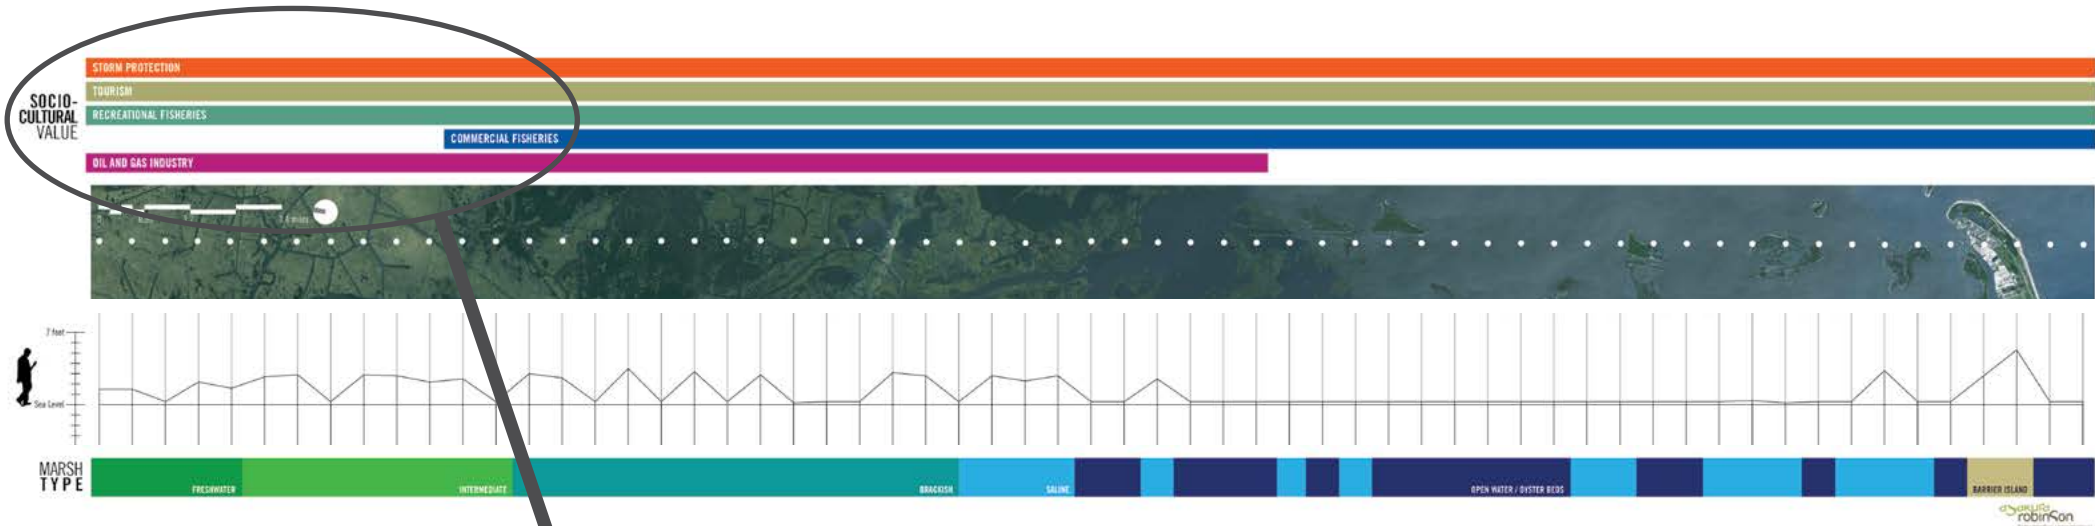 STORM PROTECTION
TOURISM
SOCIO-
CULTURAL
VALUE
RECREATIONAL FISHERIES
COMMERCIAL FISHERIES
OIL AND GAS INDUSTRY
7 feet
Sea Level
MARSH
TYPE
FRESHWATER
INTERMEDIATE
BRACKISH
SALINE
OPEN WATER / OYSTER BEDS
BARRIER ISLAND
asakura
robinson